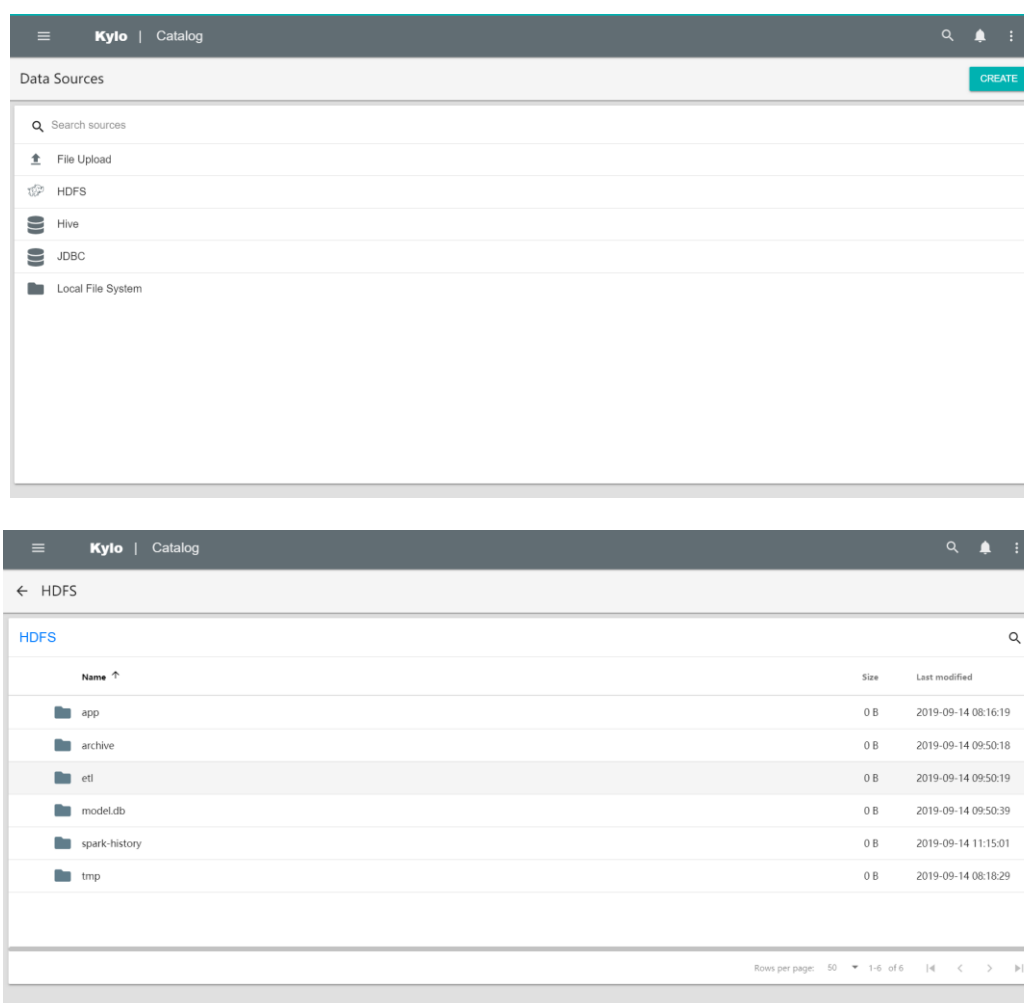 Kylo | Catalog
Data Sources
CREATE
Search sources
File Upload
HDFS
Hive
JDBC
Local File System
Kylo | Catalog
HDFS
HDFS
Name Size Last modified
app 0 B 2019-09-14 08:16:19
archive 0 B 2019-09-14 09:50:18
etl 0 B 2019-09-14 09:50:19
model.db 0 B 2019-09-14 09:50:39
spark-history 0 B 2019-09-14 11:15:01
tmp 0 B 2019-09-14 08:18:29
Rows per page: 50 1-6 of 6